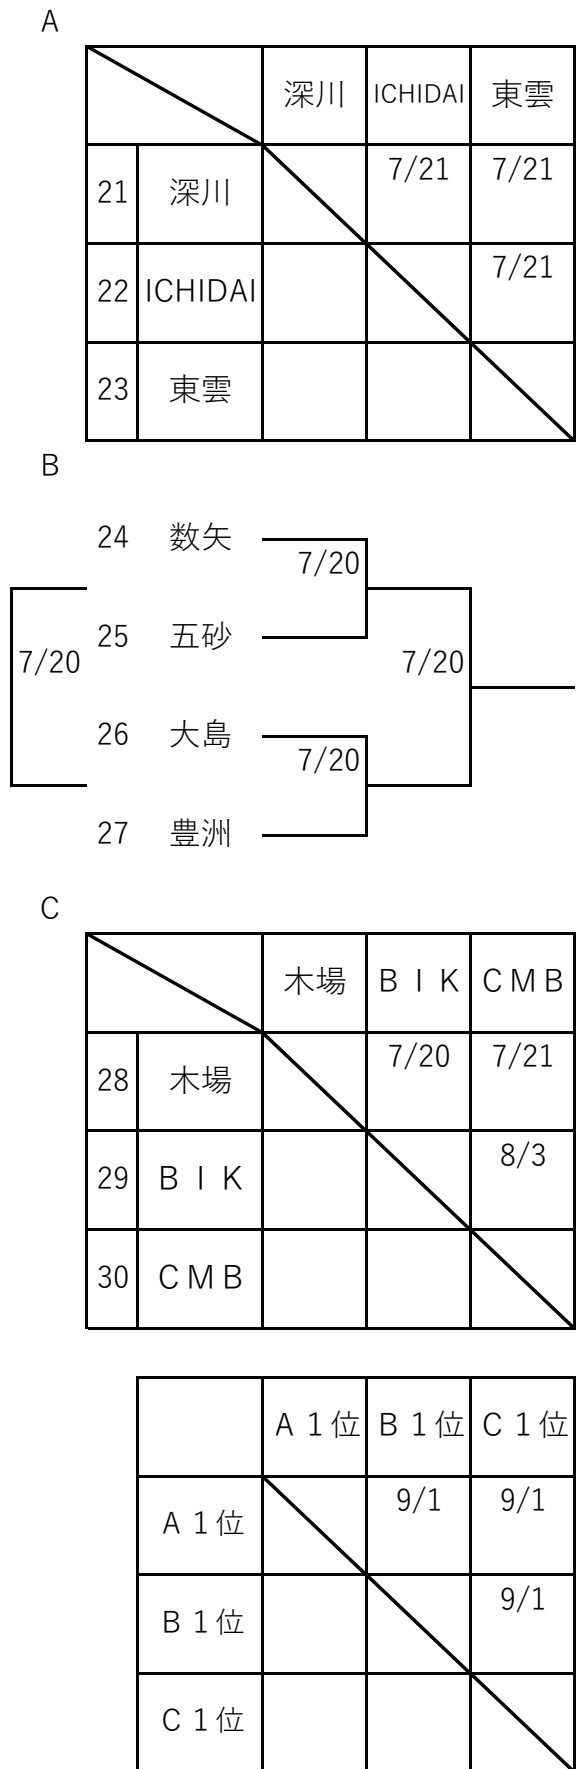 A
深川 ICHIDAI 東雲
21 深川 7/21 7/21
22 ICHIDAI 7/21
23 東雲
B
24 数矢
7/20
25 五砂
7/20 7/20
26 大島
7/20
27 豊洲
C
木場 ＢＩＫ ＣＭＢ
28 木場 7/20 7/21
29 ＢＩＫ 8/3
30 ＣＭＢ
Ａ１位 Ｂ１位 Ｃ１位
Ａ１位 9/1 9/1
Ｂ１位 9/1
Ｃ１位